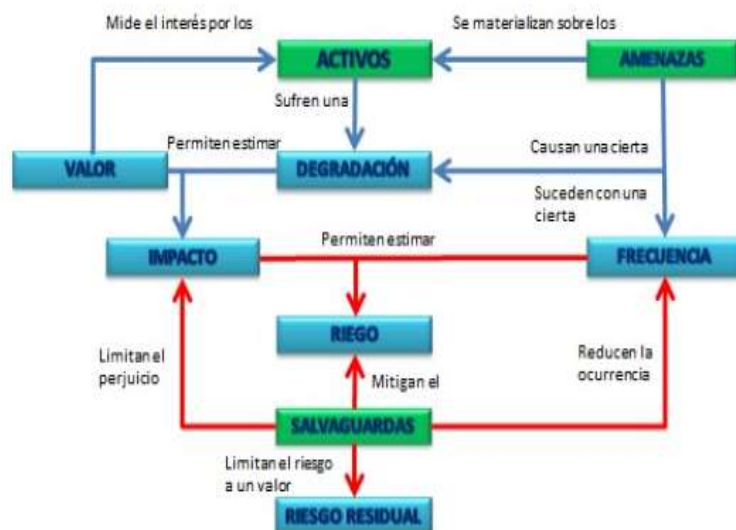 Mide el interés por los
Se materializan sobre los
ACTIVOS
AMENAZAS
Sufren una
Permiten estimar
Causan una cierta
VALOR
DEGRADACIÓN
Suceden con una
cierta
Permiten estimar
IMPACTO
FRECUENCIA
RIEGO
Limitan el
perjuicio
Mitigan el
Reducen la
ocurrencia
SALVAGUARDAS
Limitan el riesgo
a un valor
RIESGO RESIDUAL